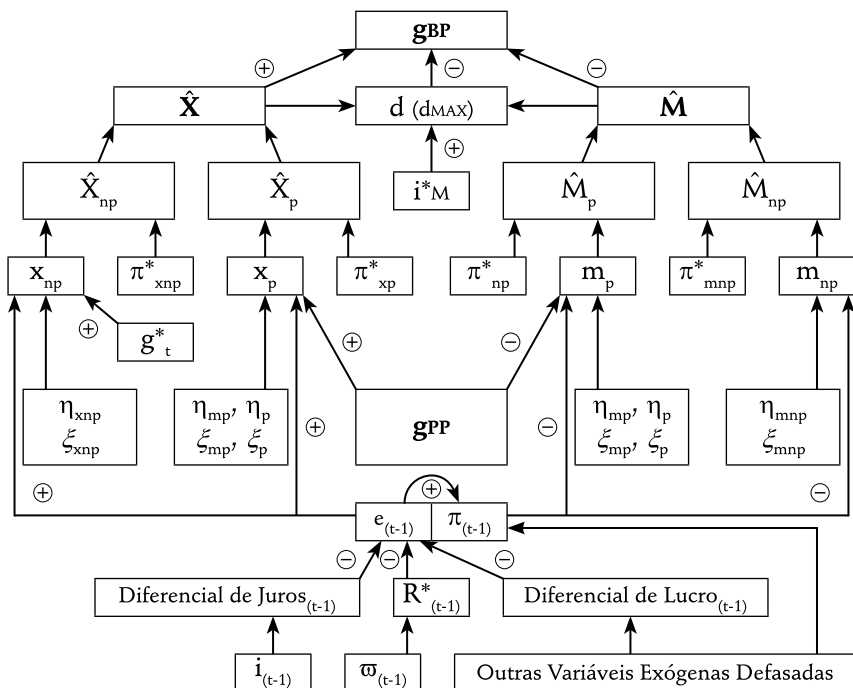 gBP
⊕ ⊖ ⊖
X̂ d (dMAX) M̂
⊕
X̂np X̂p i*M M̂p M̂np
xnp π*xnp xp π*xp π*np mp π*mnp mnp
⊕ g*t ⊕ ⊖
ηxnp ηmp, ηp gPP ηmp, ηp ηmnp
ξxnp ξmp, ξp ξmp, ξp ξmnp
⊕ ⊖
⊕ ⊕ ⊖
e(t-1) π(t-1)
⊖ ⊖ ⊖
Diferencial de Juros(t-1) R*(t-1) Diferencial de Lucro(t-1)
i(t-1) ϖ(t-1) Outras Variáveis Exógenas Defasadas